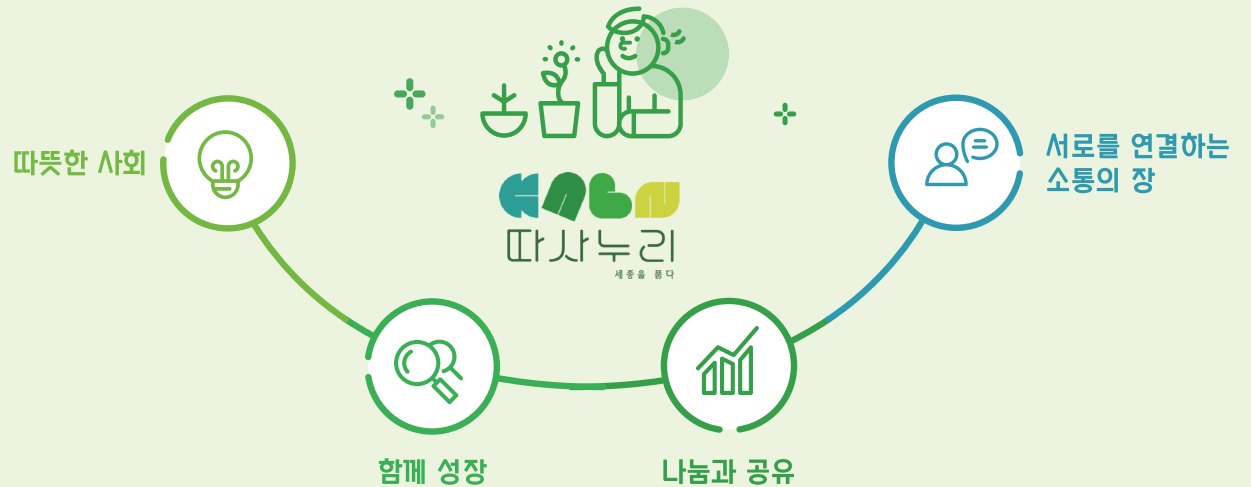 따뜻한 사회
서로를 연결하는
소통의 장
따사누리
세종을 품다
함께 성장
나눔과 공유